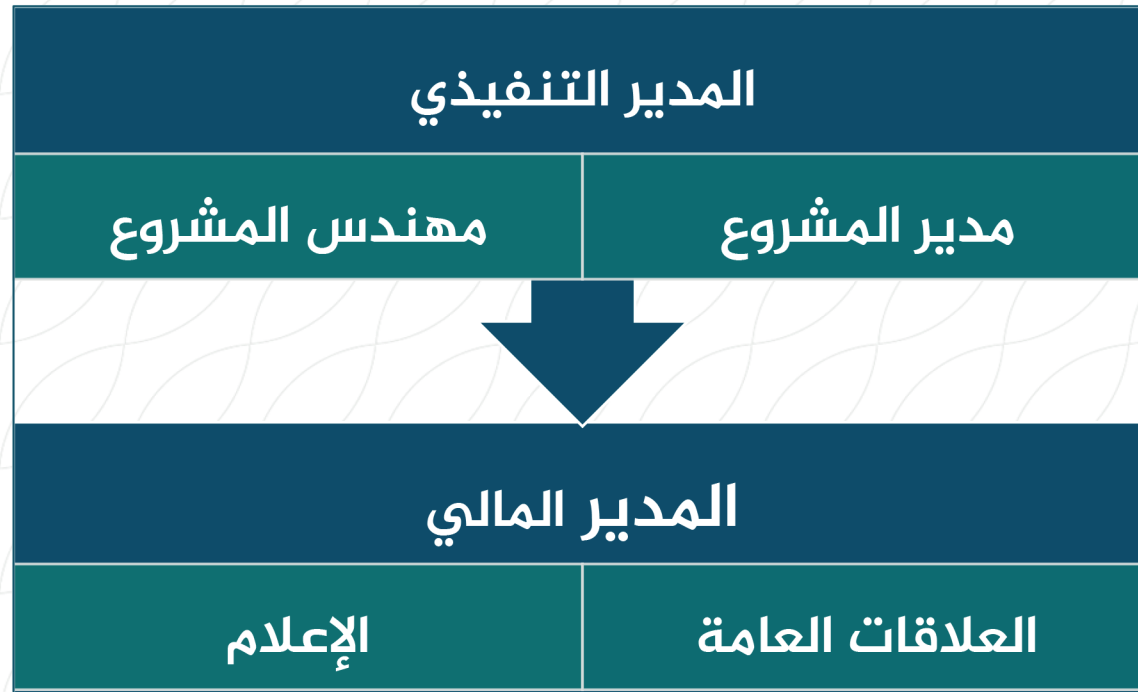 المدير التنفيذي
مدير المشروع
مهندس المشروع
المدير المالي
العلاقات العامة
الإعلام